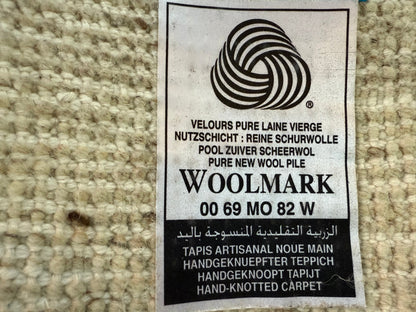 ®
VELOURS PURE LAINE VIERGE
NUTZSCHICHT : REINE SCHURWOLLE
POOL ZUIVER SCHEERWOL
PURE NEW WOOL PILE
WOOLMARK
00 69 MO 82 W
الزربية التقليدية المنسوجة باليد
TAPIS ARTISANAL NOUE MAIN
HANDGEKNUEPFTER TEPPICH
HANDGEKNOOPT TAPIJT
HAND-KNOTTED CARPET